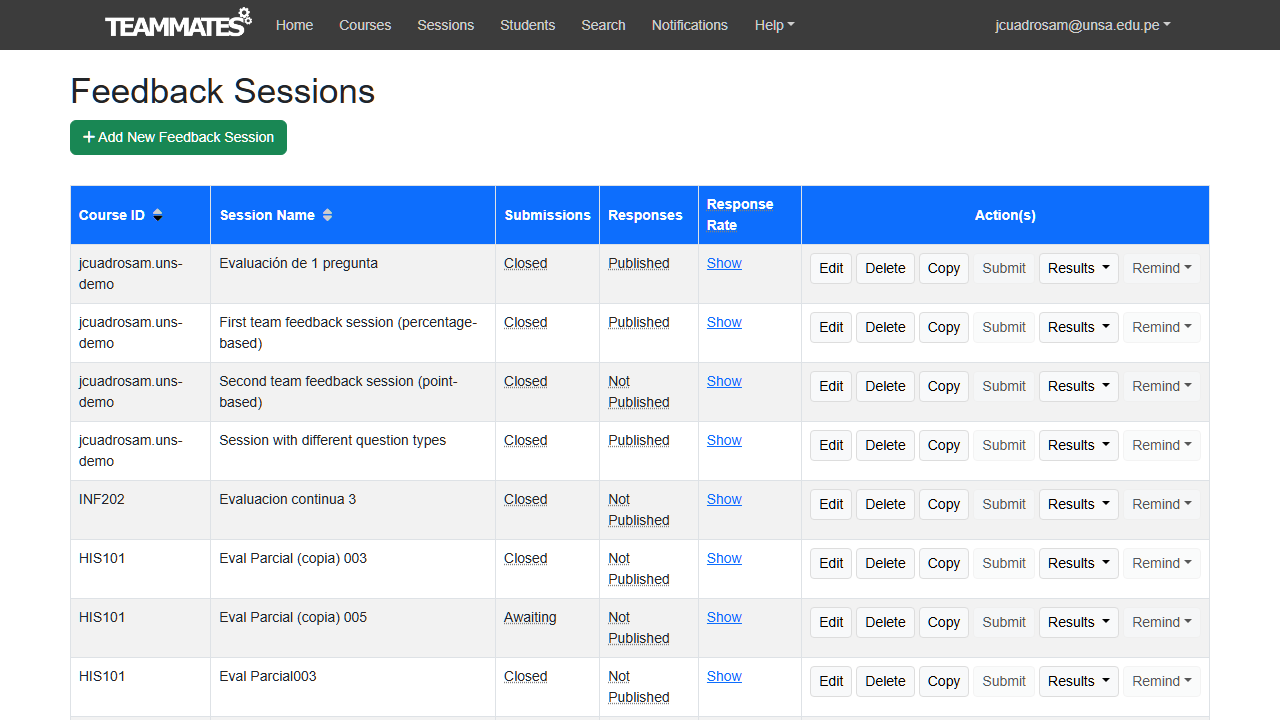 TEAMMATES Home Courses Sessions Students Search Notifications Help jcuadrosam@unsa.edu.pe
Feedback Sessions
+ Add New Feedback Session
Course ID Session Name Submissions Responses Response Rate Action(s)
jcuadrosam.uns-demo Evaluación de 1 pregunta Closed Published Show Edit Delete Copy Submit Results Remind
jcuadrosam.uns-demo First team feedback session (percentage-based) Closed Published Show Edit Delete Copy Submit Results Remind
jcuadrosam.uns-demo Second team feedback session (point-based) Closed Not Published Show Edit Delete Copy Submit Results Remind
jcuadrosam.uns-demo Session with different question types Closed Published Show Edit Delete Copy Submit Results Remind
INF202 Evaluacion continua 3 Closed Not Published Show Edit Delete Copy Submit Results Remind
HIS101 Eval Parcial (copia) 003 Closed Not Published Show Edit Delete Copy Submit Results Remind
HIS101 Eval Parcial (copia) 005 Awaiting Not Published Show Edit Delete Copy Submit Results Remind
HIS101 Eval Parcial003 Closed Not Published Show Edit Delete Copy Submit Results Remind